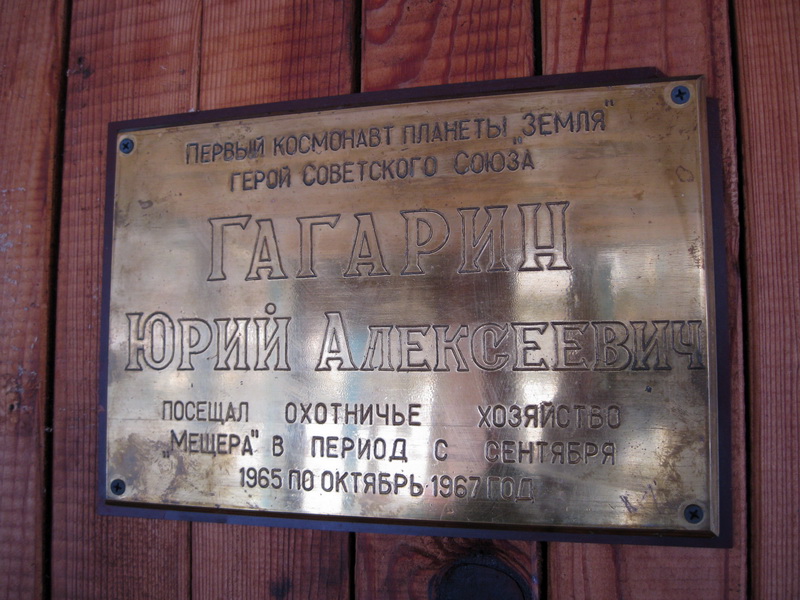 Первый космонавт планеты „Земля"
Герой Советского Союза
ГАГАРИН
Юрий Алексеевич
посещал охотничье хозяйство
„Мещера" в период с сентября
1965 по октябрь 1967 год